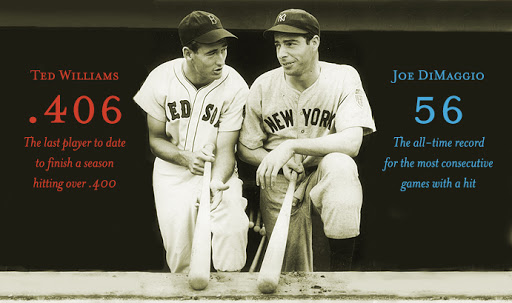 Ted Williams
.406
The last player to date
to finish a season
hitting over .400
B
RED SOX
NY
NEW YORK
Joe DiMaggio
56
The all-time record
for the most consecutive
games with a hit